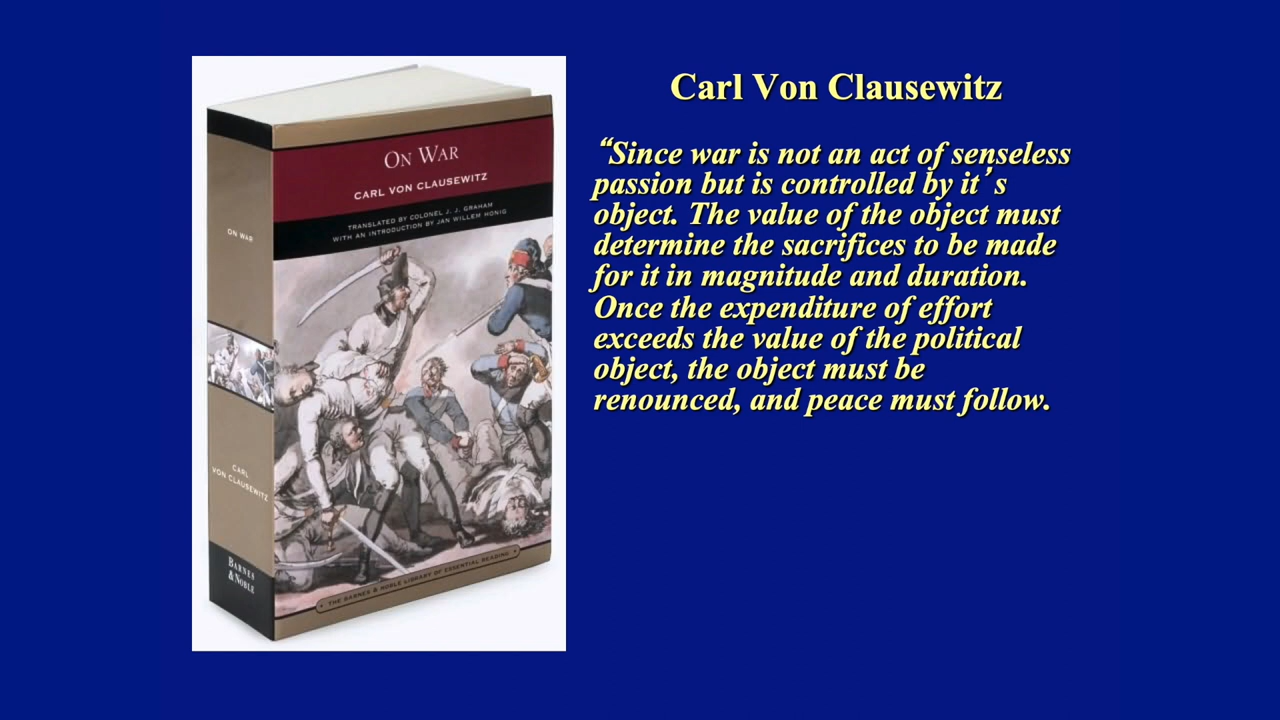 Carl Von Clausewitz
“Since war is not an act of senseless
passion but is controlled by it’s
object. The value of the object must
determine the sacrifices to be made
for it in magnitude and duration.
Once the expenditure of effort
exceeds the value of the political
object, the object must be
renounced, and peace must follow.
ON WAR
CARL VON CLAUSEWITZ
TRANSLATED BY COLONEL J. J. GRAHAM
WITH AN INTRODUCTION BY JAN WILLEM HONIG
THE BARNES & NOBLE LIBRARY OF ESSENTIAL READING
ON WAR
CARL
VON CLAUSEWITZ
BARNES
& NOBLE